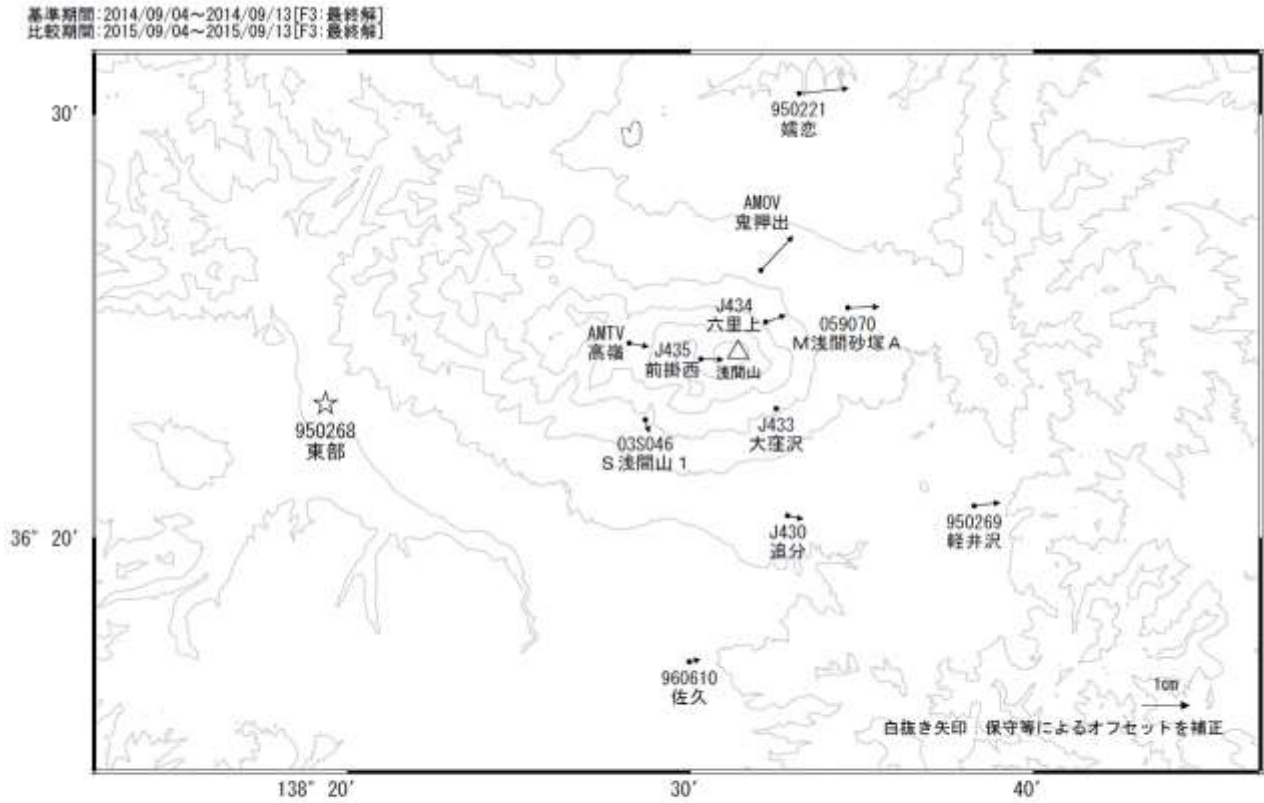 基準期間:2014/09/04～2014/09/13[F3:最終解]
比較期間:2015/09/04～2015/09/13[F3:最終解]
30′
950221
嬬恋
AMOV
鬼押出
J434
六里上
059070
M浅間砂塚A
AMTV
高嶺
J435
前掛西
浅間山
950268
東部
03S046
S浅間山1
J433
大窪沢
36° 20′
J430
追分
950269
軽井沢
960610
佐久
1cm
白抜き矢印 保守等によるオフセットを補正
138° 20′
30′
40′